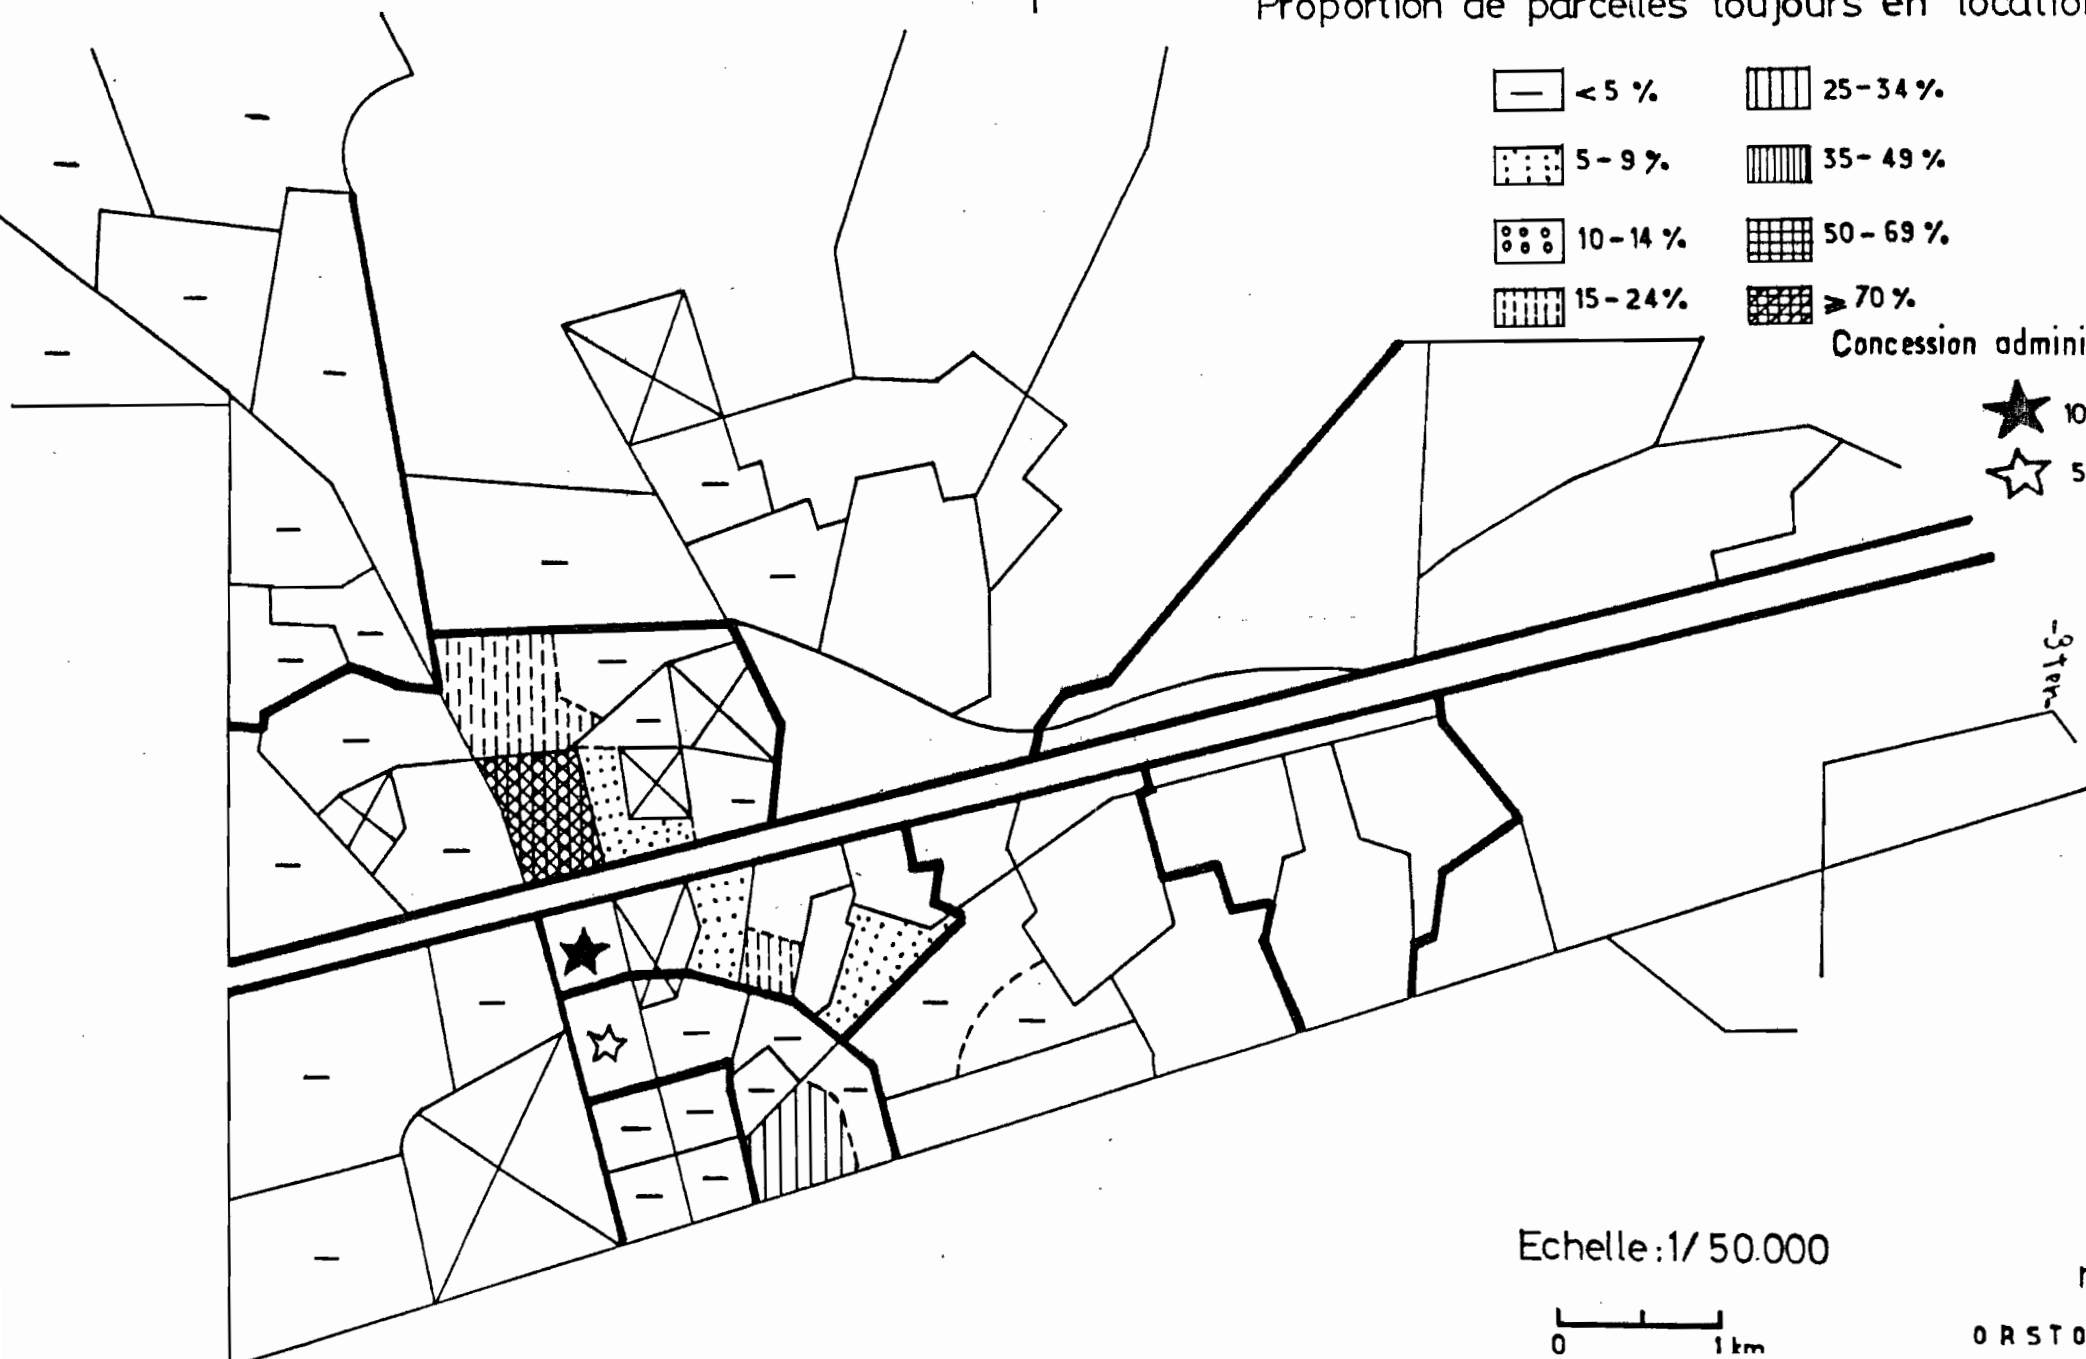 Proportion de parcelles toujours en location
< 5 %
25-34 %
5-9 %
35-49 %
10-14 %
50-69 %
15-24 %
⩾ 70 %
Concession admini
10
5
Echelle: 1/ 50.000
0 1 km
ORSTO